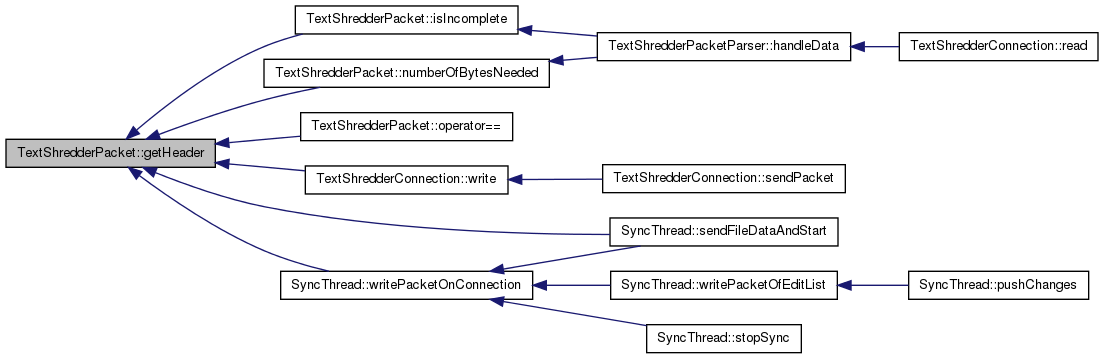 TextShredderPacket::isIncomplete
TextShredderPacketParser::handleData
TextShredderConnection::read
TextShredderPacket::numberOfBytesNeeded
TextShredderPacket::operator==
TextShredderPacket::getHeader
TextShredderConnection::write
TextShredderConnection::sendPacket
SyncThread::sendFileDataAndStart
SyncThread::writePacketOnConnection
SyncThread::writePacketOfEditList
SyncThread::pushChanges
SyncThread::stopSync